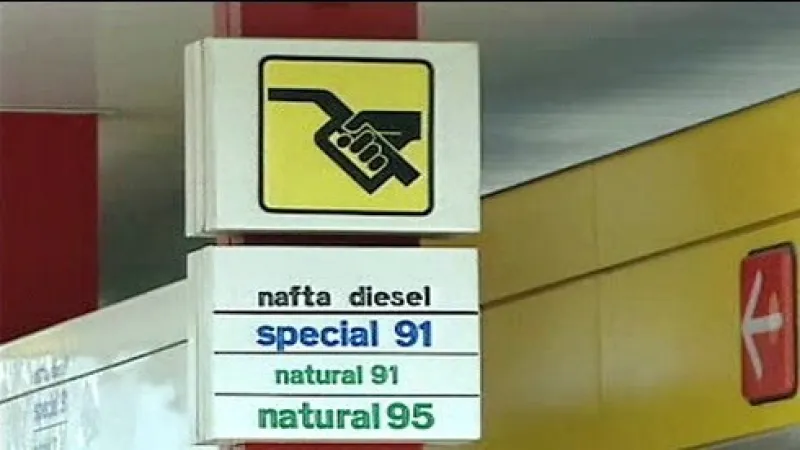 nafta diesel
special 91
natural 91
natural 95